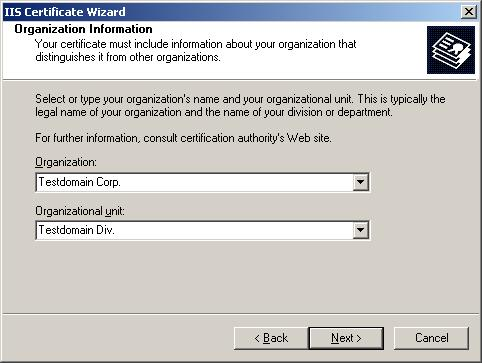 IIS Certificate Wizard
Organization Information
Your certificate must include information about your organization that
distinguishes it from other organizations.
Select or type your organization's name and your organizational unit. This is typically the
legal name of your organization and the name of your division or department.
For further information, consult certification authority's Web site.
Organization:
Testdomain Corp.
Organizational unit:
Testdomain Div.
< Back Next > Cancel